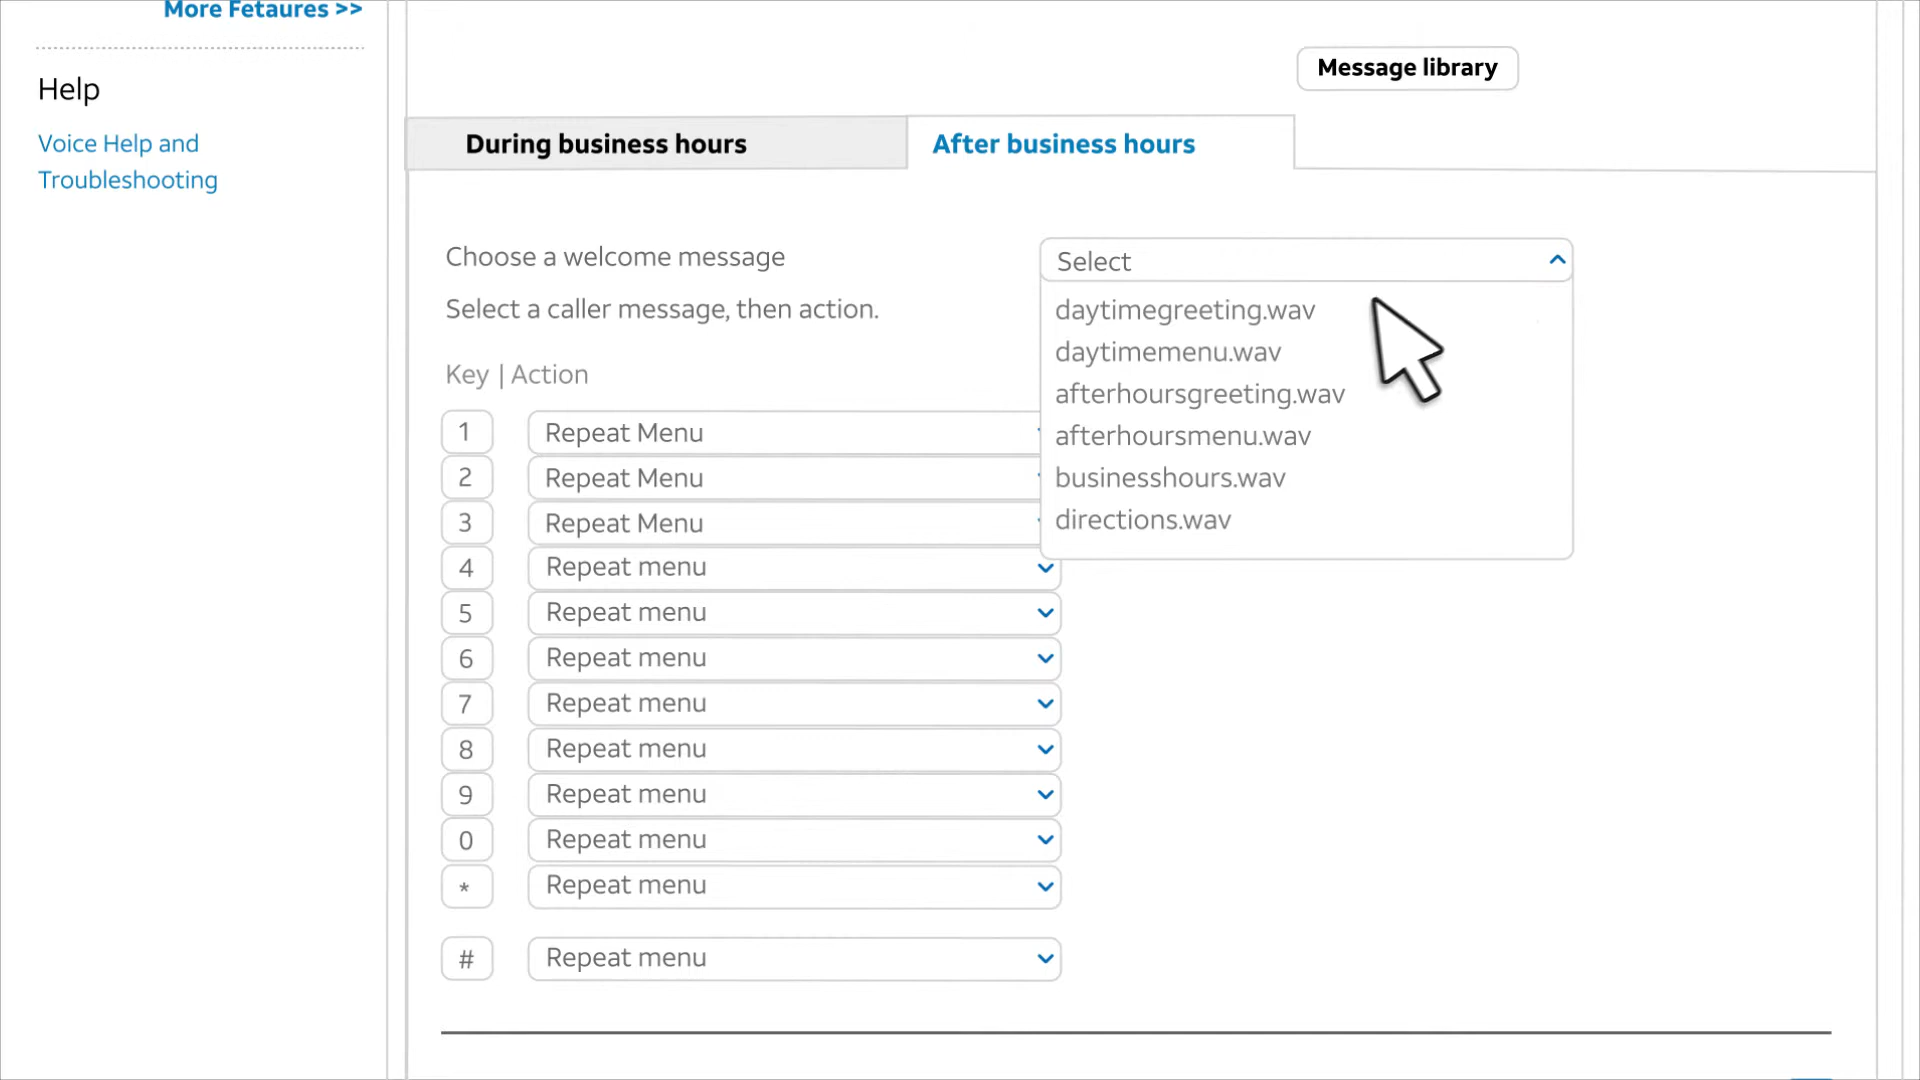 More Fetaures >>
Help
Voice Help and
Troubleshooting
Message library
During business hours
After business hours
Choose a welcome message
Select
Select a caller message, then action.
daytimegreeting.wav
daytimemenu.wav
afterhoursgreeting.wav
afterhoursmenu.wav
businesshours.wav
directions.wav
Key | Action
1 Repeat Menu
2 Repeat Menu
3 Repeat Menu
4 Repeat menu
5 Repeat menu
6 Repeat menu
7 Repeat menu
8 Repeat menu
9 Repeat menu
0 Repeat menu
* Repeat menu
# Repeat menu